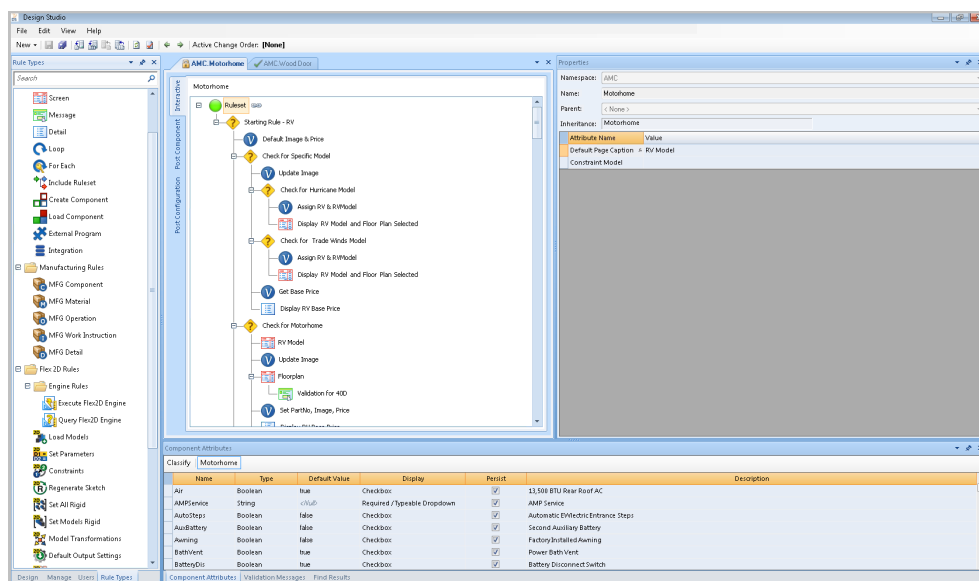 Design Studio
File Edit View Help
New Active Change Order: [None]
Rule Types
Search
Screen
Message
Detail
Loop
For Each
Include Ruleset
Create Component
Load Component
External Program
Integration
Manufacturing Rules
MFG Component
MFG Material
MFG Operation
MFG Work Instruction
MFG Detail
Flex 2D Rules
Engine Rules
Execute Flex2D Engine
Query Flex2D Engine
Load Models
Set Parameters
Constraints
Regenerate Sketch
Set All Rigid
Set Models Rigid
Model Transformations
Default Output Settings
Design Manage Users Rule Types
AMC.Motorhome AMC.Wood Door
Interactive
Post Component
Post Configuration
Motorhome
Ruleset
Starting Rule - RV
Default Image & Price
Check for Specific Model
Update Image
Check for Hurricane Model
Assign RV & RVModel
Display RV Model and Floor Plan Selected
Check for Trade Winds Model
Assign RV & RVModel
Display RV Model and Floor Plan Selected
Get Base Price
Display RV Base Price
Check for Motorhome
RV Model
Update Image
Floorplan
Validation for 40D
Set PartNo, Image, Price
Display RV Base Price
Properties
Namespace: AMC
Name: Motorhome
Parent: < None >
Inheritance: Motorhome
Attribute Name Value
Default Page Caption RV Model
Constraint Model
Component Attributes
Classify Motorhome
Name Type Default Value Display Persist Description
Air Boolean true Checkbox 13,500 BTU Rear Roof AC
AMPService String <Null> Required /Typeable Dropdown AMP Service
AutoSteps Boolean false Checkbox Automatic EWlectric Entrance Steps
AuxBattery Boolean false Checkbox Second Auxiliary Battery
Awning Boolean false Checkbox Factory Installed Awning
BathVent Boolean true Checkbox Power Bath Vent
BatteryDis Boolean true Checkbox Battery Disconnect Switch
Component Attributes Validation Messages Find Results